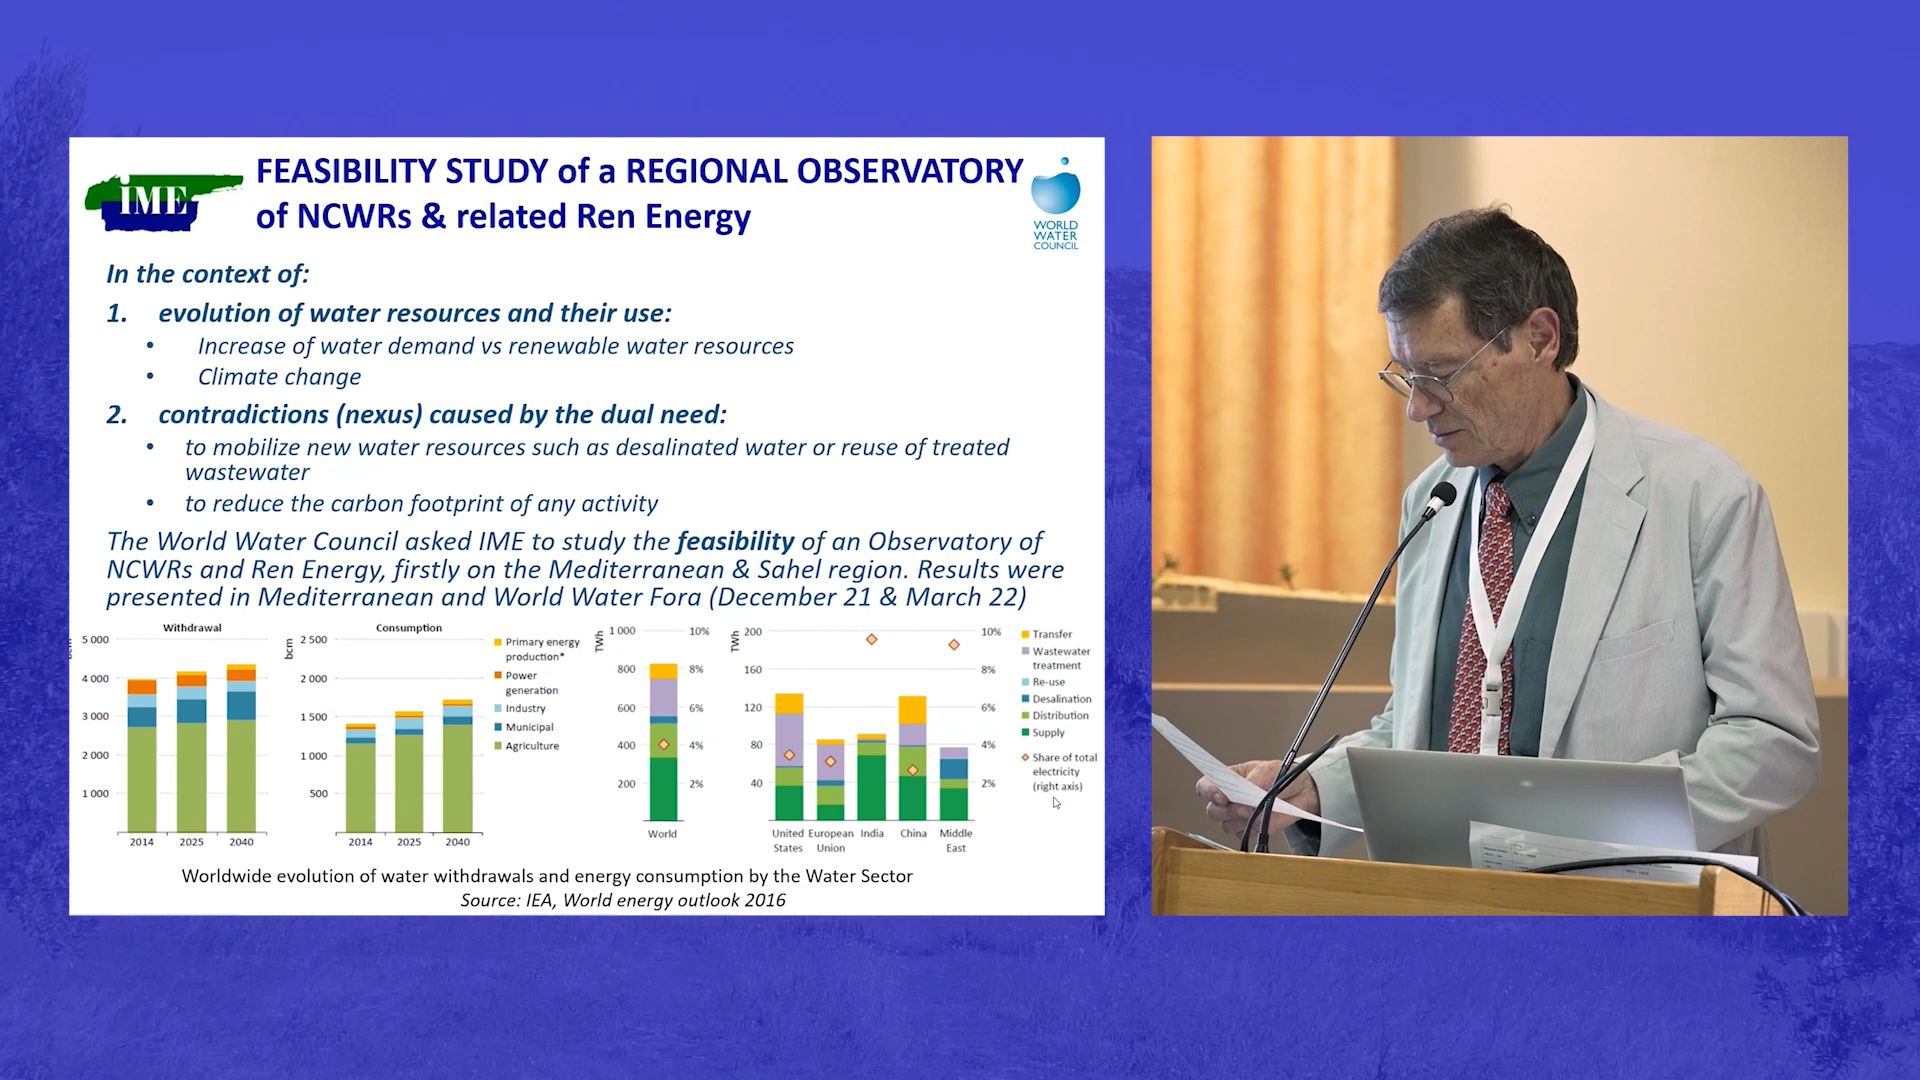 iME
FEASIBILITY STUDY of a REGIONAL OBSERVATORY
of NCWRs & related Ren Energy
WORLD
WATER
COUNCIL
In the context of:
1. evolution of water resources and their use:
• Increase of water demand vs renewable water resources
• Climate change
2. contradictions (nexus) caused by the dual need:
• to mobilize new water resources such as desalinated water or reuse of treated
wastewater
• to reduce the carbon footprint of any activity
The World Water Council asked IME to study the feasibility of an Observatory of
NCWRs and Ren Energy, firstly on the Mediterranean & Sahel region. Results were
presented in Mediterranean and World Water Fora (December 21 & March 22)
Withdrawal
bcm
5 000
4 000
3 000
2 000
1 000
2014 2025 2040
Consumption
bcm
2 500
2 000
1 500
1 000
500
2014 2025 2040
Primary energy
production*
Power
generation
Industry
Municipal
Agriculture
TWh
1 000 10%
800 8%
600 6%
400 4%
200 2%
World
TWh
200 10%
160 8%
120 6%
80 4%
40 2%
United European India China Middle
States Union East
Transfer
Wastewater
treatment
Re-use
Desalination
Distribution
Supply
Share of total
electricity
(right axis)
Worldwide evolution of water withdrawals and energy consumption by the Water Sector
Source: IEA, World energy outlook 2016